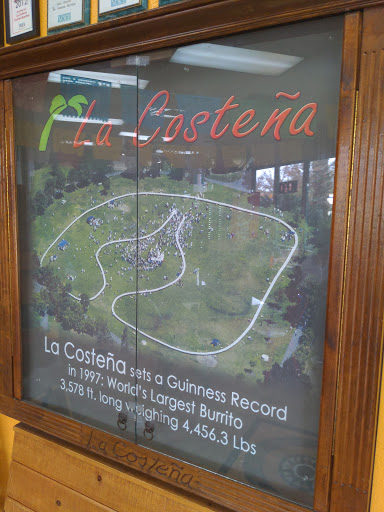 La Costeña
La Costeña sets a Guinness Record
in 1997: World's Largest Burrito
3,578 ft. long weighing 4,456.3 Lbs
La Costeña